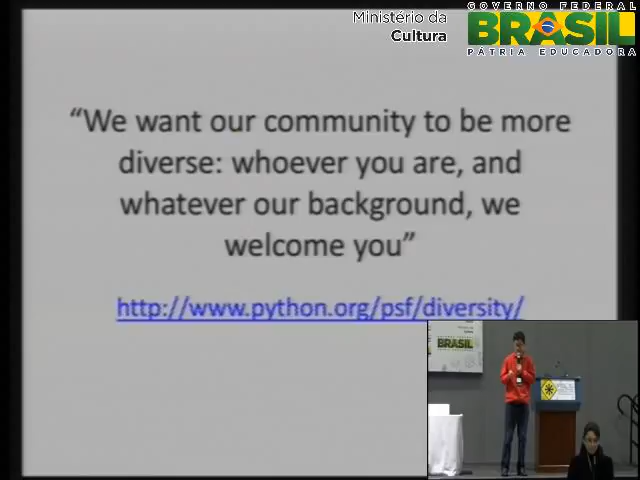 Ministério da
Cultura
GOVERNO FEDERAL
BRASIL
PÁTRIA EDUCADORA
“We want our community to be more
diverse: whoever you are, and
whatever our background, we
welcome you”
http://www.python.org/psf/diversity/
BRASIL